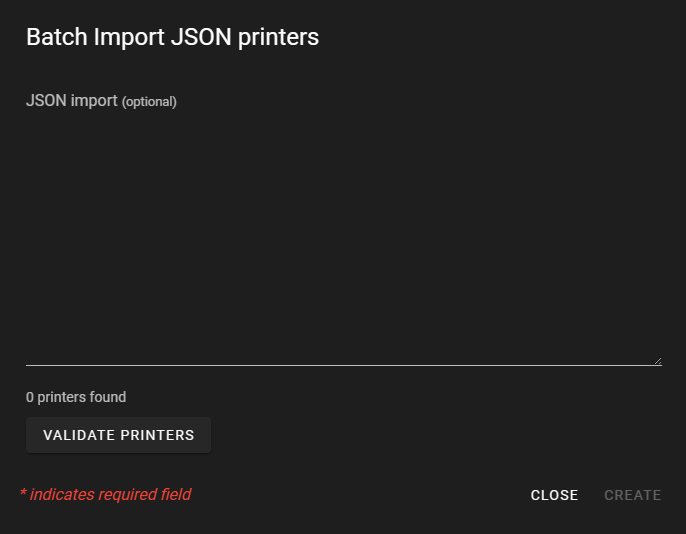 Batch Import JSON printers
JSON import (optional)
0 printers found
VALIDATE PRINTERS
* indicates required field
CLOSE CREATE